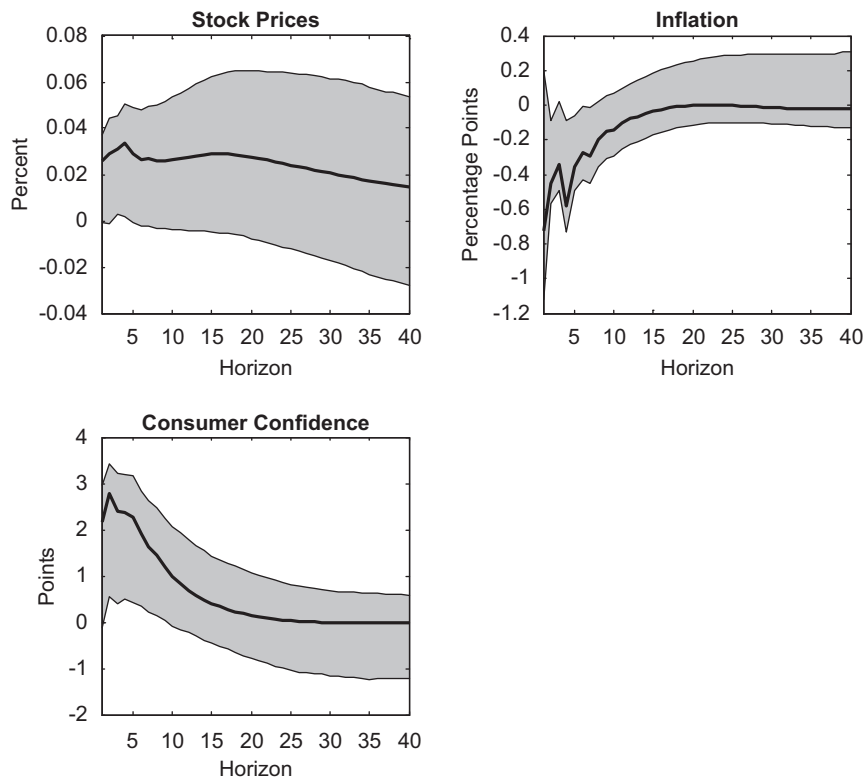 Stock Prices
0.08
0.06
0.04
0.02
0
-0.02
-0.04
Percent
5 10 15 20 25 30 35 40
Horizon
Inflation
0.4
0.2
0
-0.2
-0.4
-0.6
-0.8
-1
-1.2
Percentage Points
5 10 15 20 25 30 35 40
Horizon
Consumer Confidence
4
3
2
1
0
-1
-2
Points
5 10 15 20 25 30 35 40
Horizon